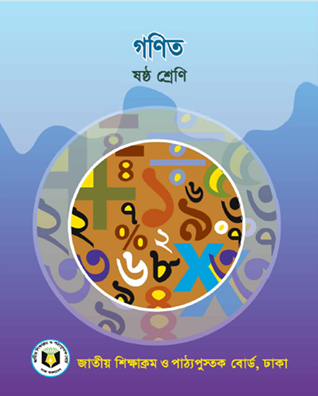 গণিত
ষষ্ঠ শ্রেণি
জাতীয় শিক্ষাক্রম ও পাঠ্যপুস্তক বোর্ড, ঢাকা